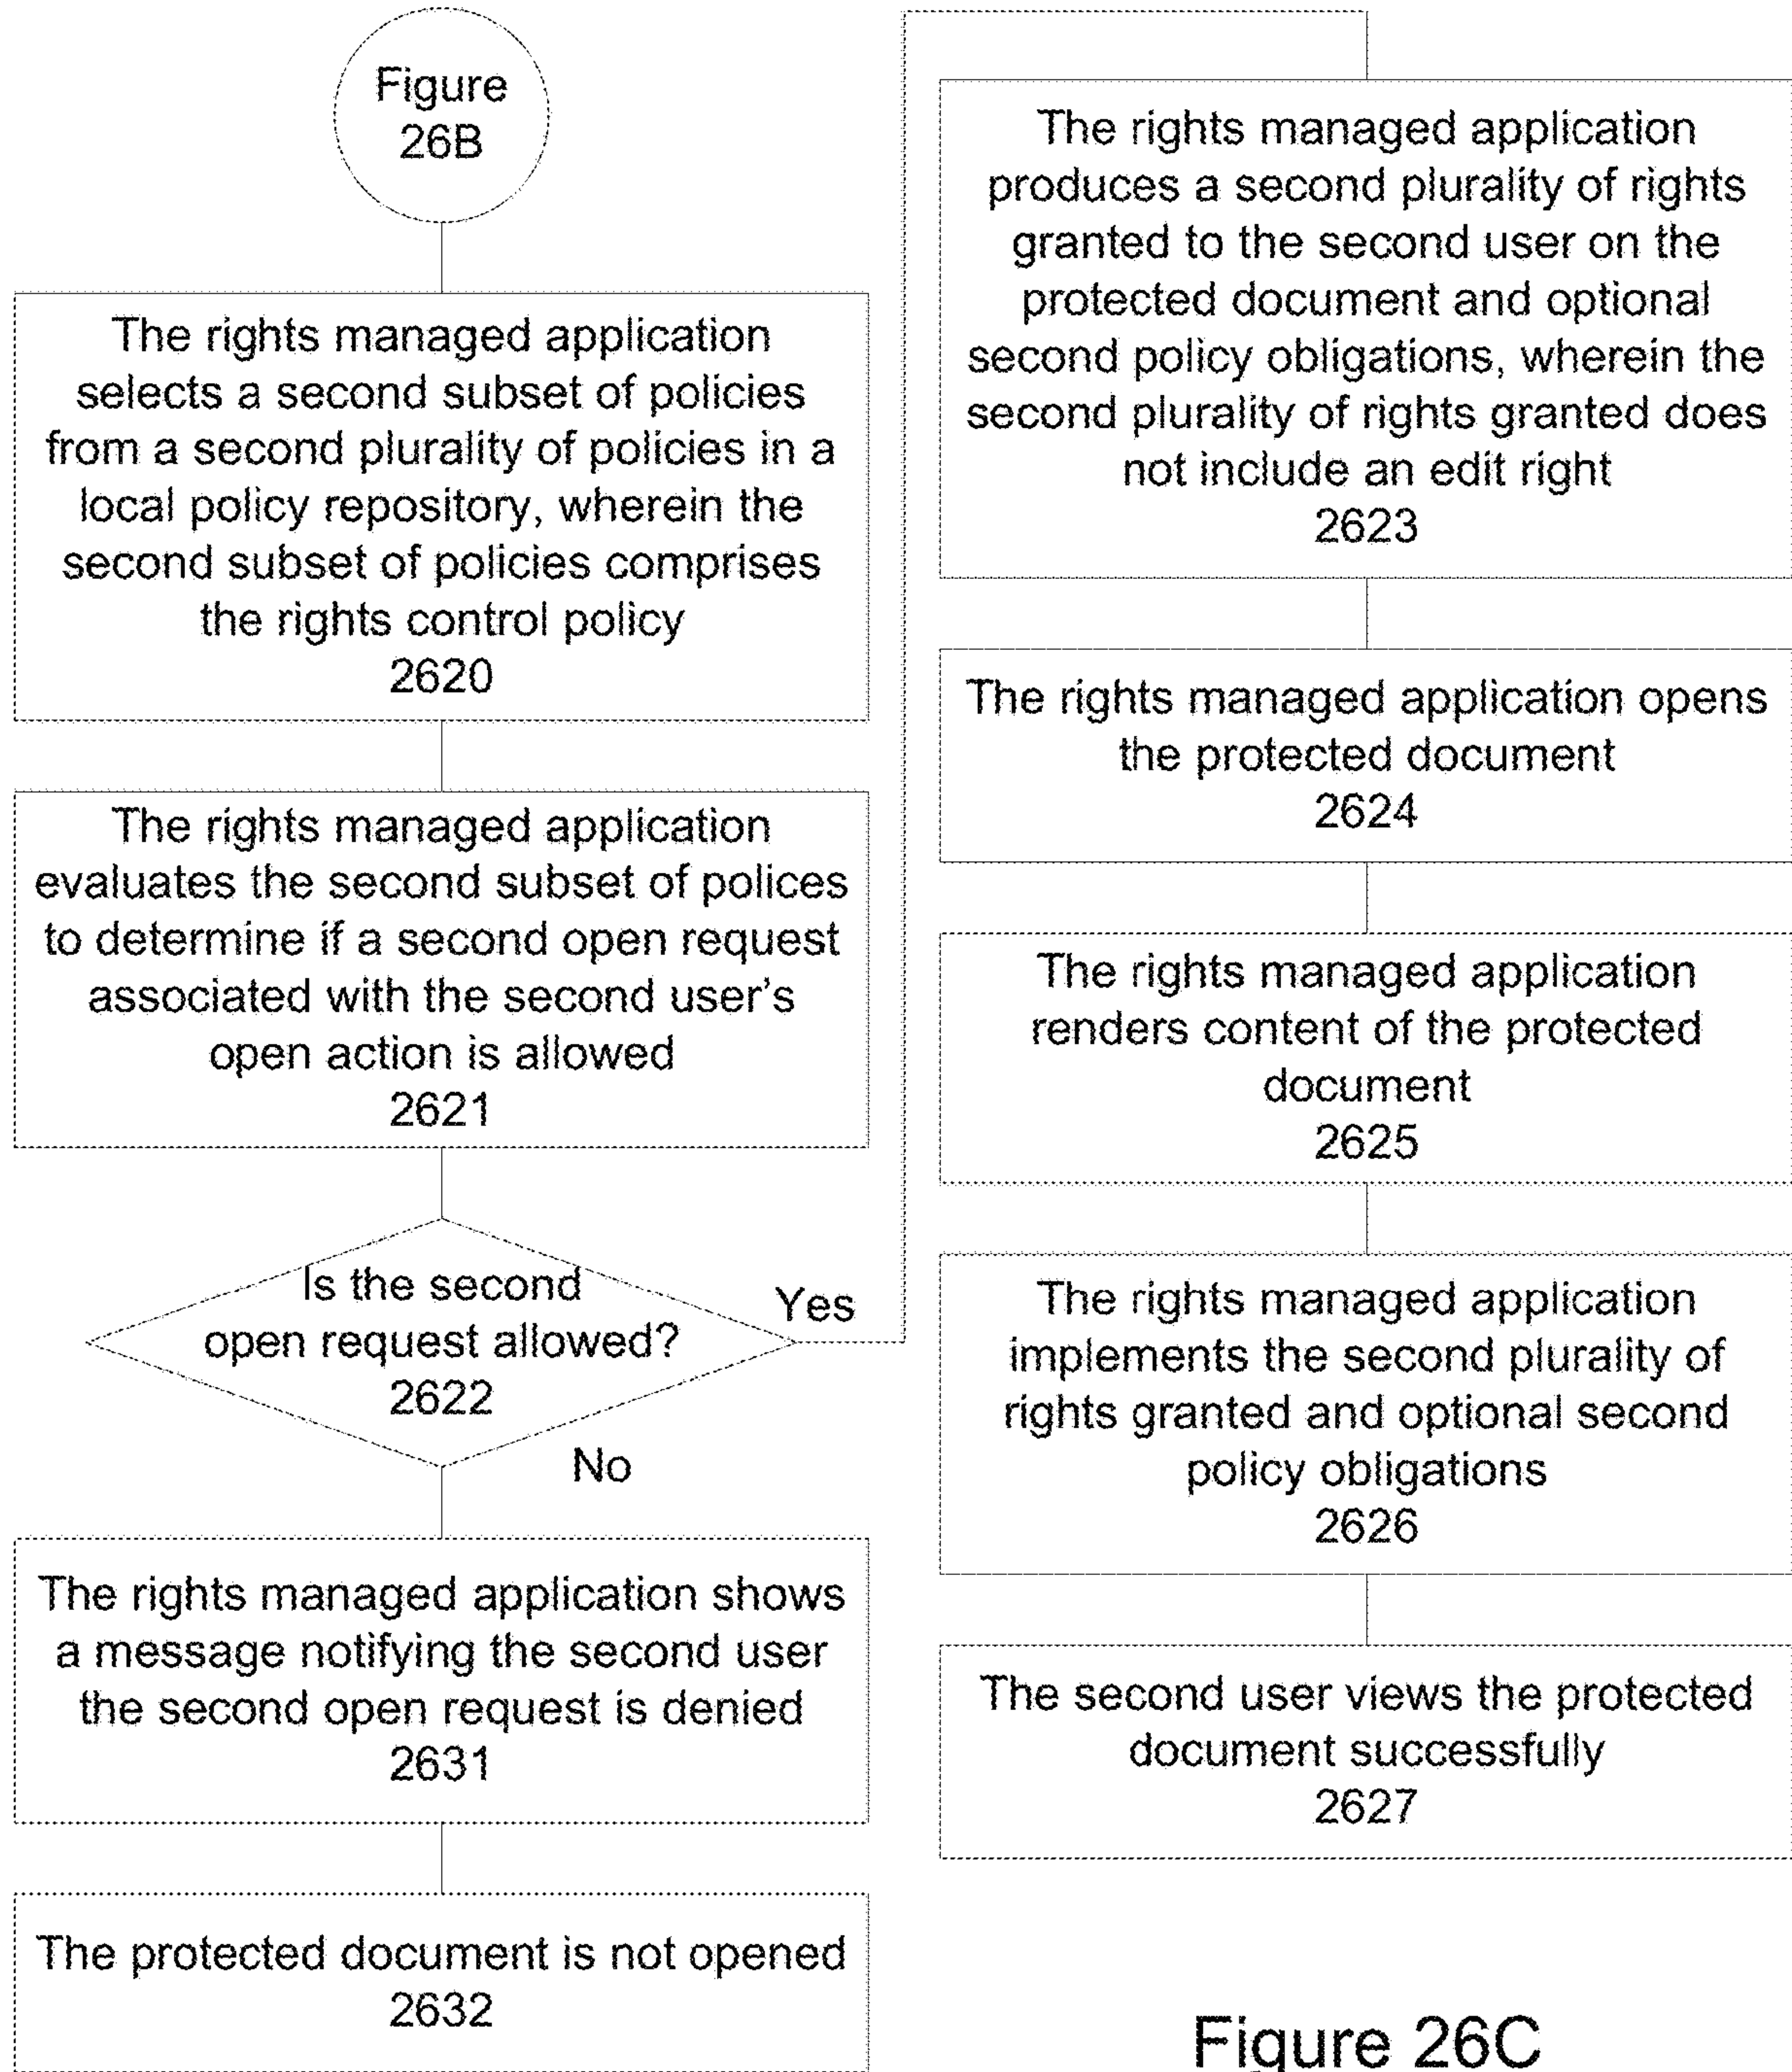 Figure
26B
The rights managed application
selects a second subset of policies
from a second plurality of policies in a
local policy repository, wherein the
second subset of policies comprises
the rights control policy
2620
The rights managed application
evaluates the second subset of polices
to determine if a second open request
associated with the second user's
open action is allowed
2621
Is the second
open request allowed?
2622
Yes
No
The rights managed application shows
a message notifying the second user
the second open request is denied
2631
The protected document is not opened
2632
The rights managed application
produces a second plurality of rights
granted to the second user on the
protected document and optional
second policy obligations, wherein the
second plurality of rights granted does
not include an edit right
2623
The rights managed application opens
the protected document
2624
The rights managed application
renders content of the protected
document
2625
The rights managed application
implements the second plurality of
rights granted and optional second
policy obligations
2626
The second user views the protected
document successfully
2627
Figure 26C